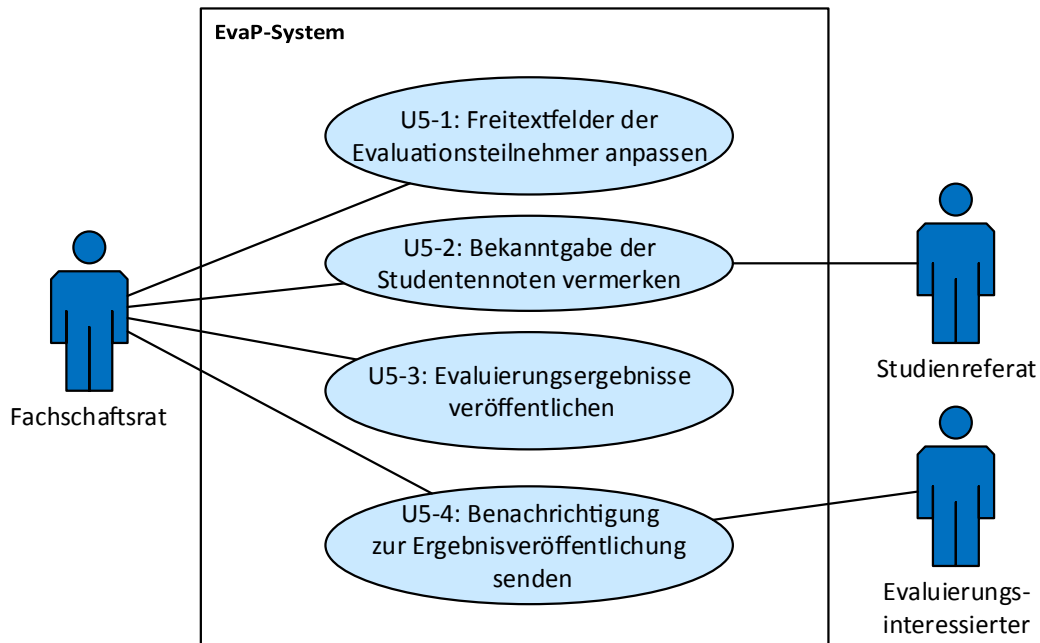 EvaP-System
U5-1: Freitextfelder der
Evaluationsteilnehmer anpassen
U5-2: Bekanntgabe der
Studentennoten vermerken
Studienreferat
U5-3: Evaluierungsergebnisse
veröffentlichen
Fachschaftsrat
U5-4: Benachrichtigung
zur Ergebnisveröffentlichung
senden
Evaluierungs-
interessierter